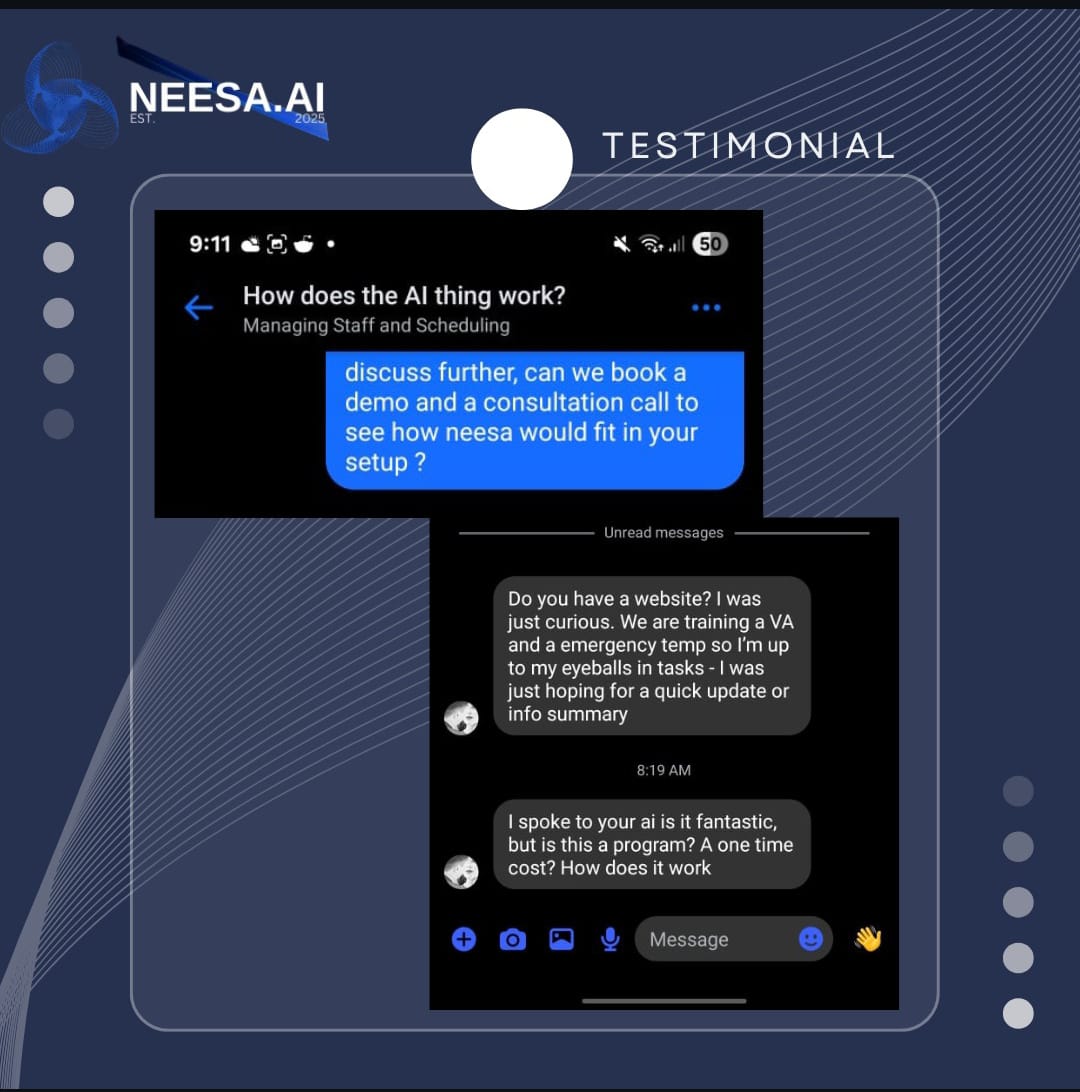 NEESA.AI
EST. 2025
TESTIMONIAL
9:11
50
How does the AI thing work?
Managing Staff and Scheduling
discuss further, can we book a
demo and a consultation call to
see how neesa would fit in your
setup ?
Unread messages
Do you have a website? I was
just curious. We are training a VA
and a emergency temp so I'm up
to my eyeballs in tasks - I was
just hoping for a quick update or
info summary
8:19 AM
I spoke to your ai is it fantastic,
but is this a program? A one time
cost? How does it work
Message